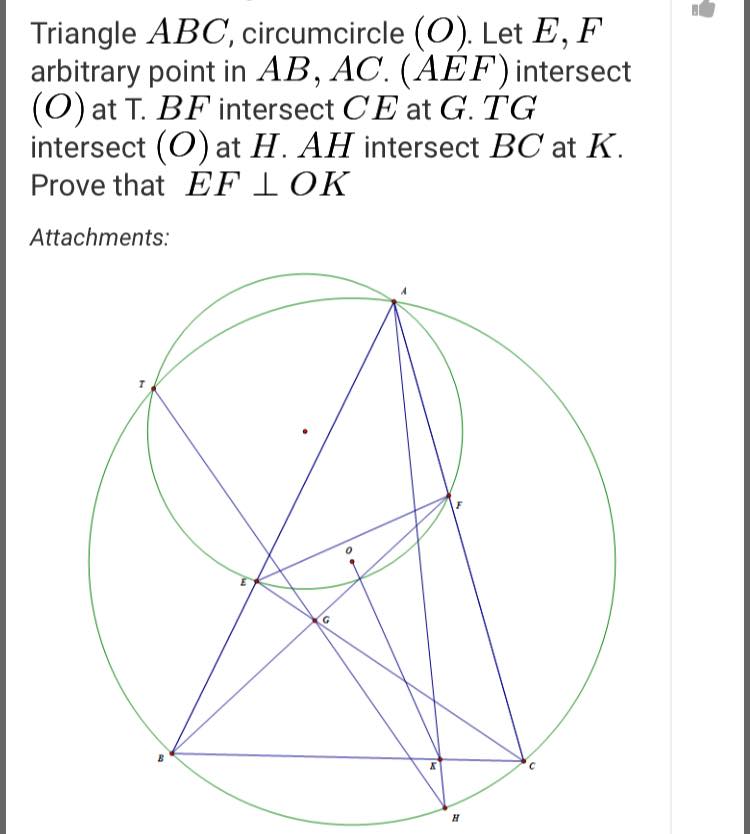 Triangle ABC, circumcircle (O). Let E, F
arbitrary point in AB, AC. (AEF) intersect
(O) at T. BF intersect CE at G. TG
intersect (O) at H. AH intersect BC at K.
Prove that EF ⊥ OK
Attachments:
A
T
F
O
E
G
B
K
C
H